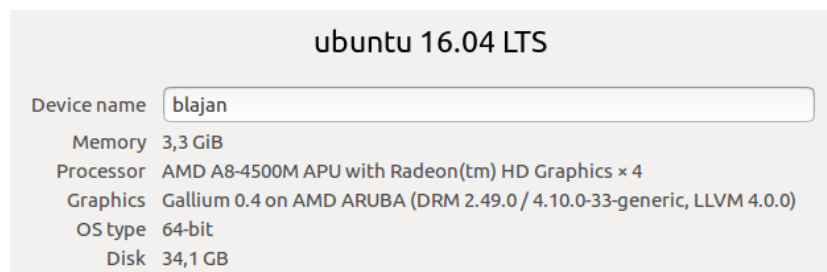 ubuntu 16.04 LTS
Device name blajan
Memory 3,3 GiB
Processor AMD A8-4500M APU with Radeon(tm) HD Graphics × 4
Graphics Gallium 0.4 on AMD ARUBA (DRM 2.49.0 / 4.10.0-33-generic, LLVM 4.0.0)
OS type 64-bit
Disk 34,1 GB